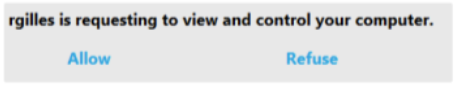 rgilles is requesting to view and control your computer.
Allow Refuse